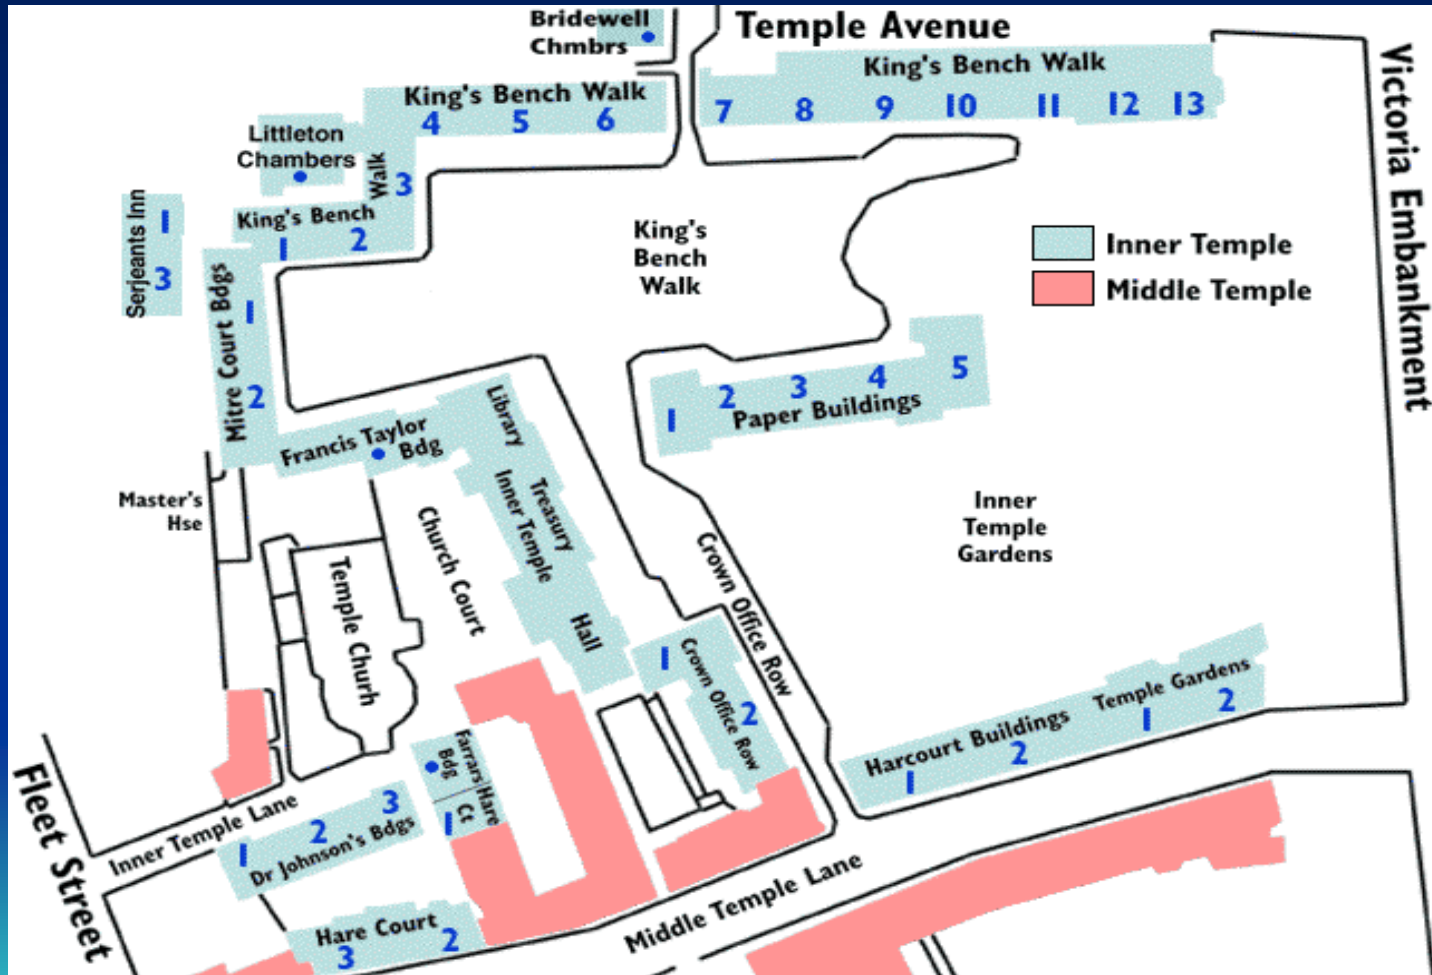 Bridewell
Chmbrs
Temple Avenue
King's Bench Walk
7 8 9 10 11 12 13
King's Bench Walk
4 5 6
Littleton
Chambers
Walk
3
King's Bench
1 2
Serjeants Inn
1
3
Mitre Court Bdgs
1
2
King's
Bench
Walk
Inner Temple
Middle Temple
Victoria Embankment
1 2 3 4 5
Paper Buildings
Francis Taylor
Bdg
Library
Treasury
Inner Temple
Hall
Master's
Hse
Church Court
Temple Churh
Inner
Temple
Gardens
Crown Office Row
1
Crown Office Row
2
Temple Gardens
1 2
Harcourt Buildings
1 2
Farrars
Bdg
Hare
Ct
1
Inner Temple Lane
1 2 3
Dr Johnson's Bdgs
Fleet Street
Hare Court
3 2
Middle Temple Lane